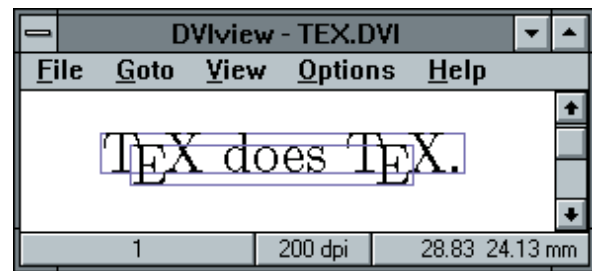 DVIview - TEX.DVI
File Goto View Options Help
TEX does TEX.
1 200 dpi 28.83 24.13 mm